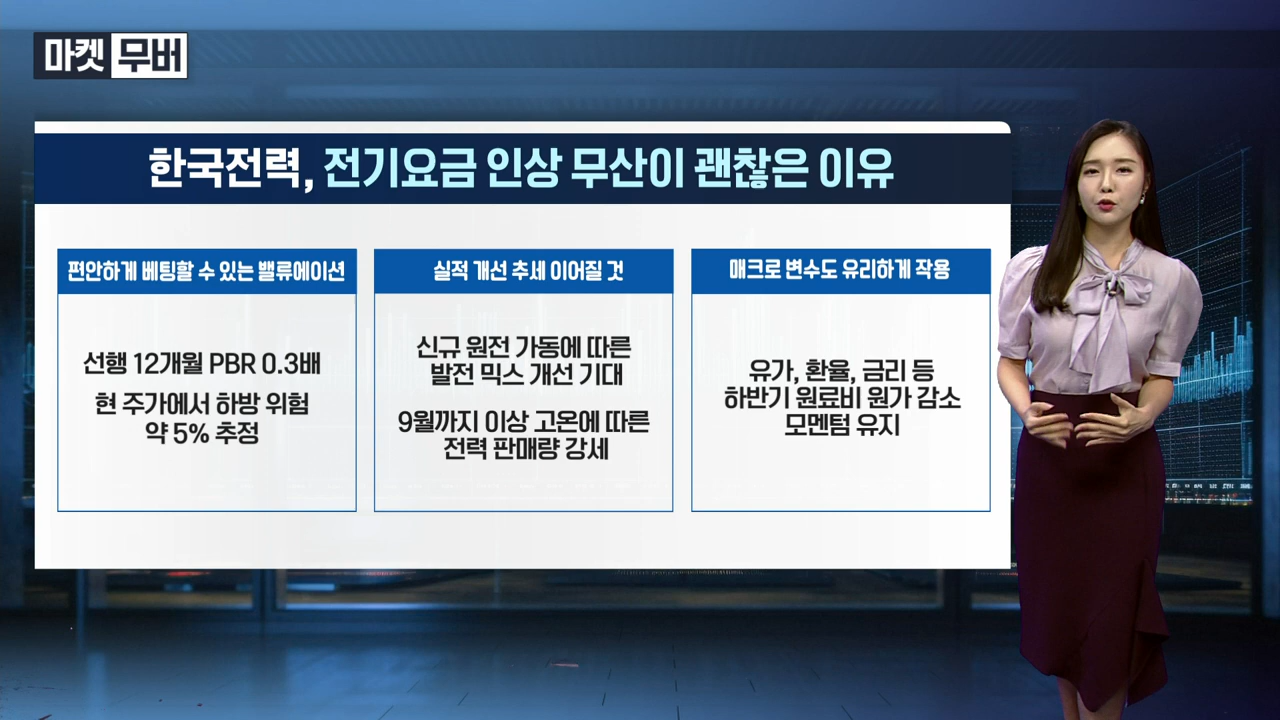 마켓무버
한국전력, 전기요금 인상 무산이 괜찮은 이유
편안하게 베팅할 수 있는 밸류에이션
선행 12개월 PBR 0.3배
현 주가에서 하방 위험
약 5% 추정
실적 개선 추세 이어질 것
신규 원전 가동에 따른
발전 믹스 개선 기대
9월까지 이상 고온에 따른
전력 판매량 강세
매크로 변수도 유리하게 작용
유가, 환율, 금리 등
하반기 원료비 원가 감소
모멘텀 유지